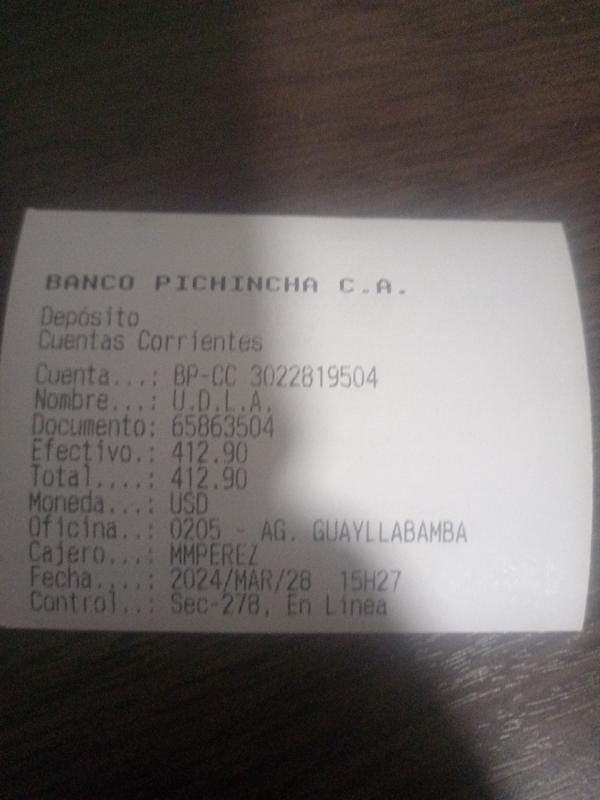 BANCO PICHINCHA C.A.
Depósito
Cuentas Corrientes
Cuenta...: BP-CC 3022819504
Nombre...: U.D.L.A.
Documento: 65863504
Efectivo.: 412.90
Total....: 412.90
Moneda...: USD
Oficina..: 0205 - AG. GUAYLLABAMBA
Cajero...: MMPEREZ
Fecha....: 2024/MAR/28 15H27
Control..: Sec-278, En Línea